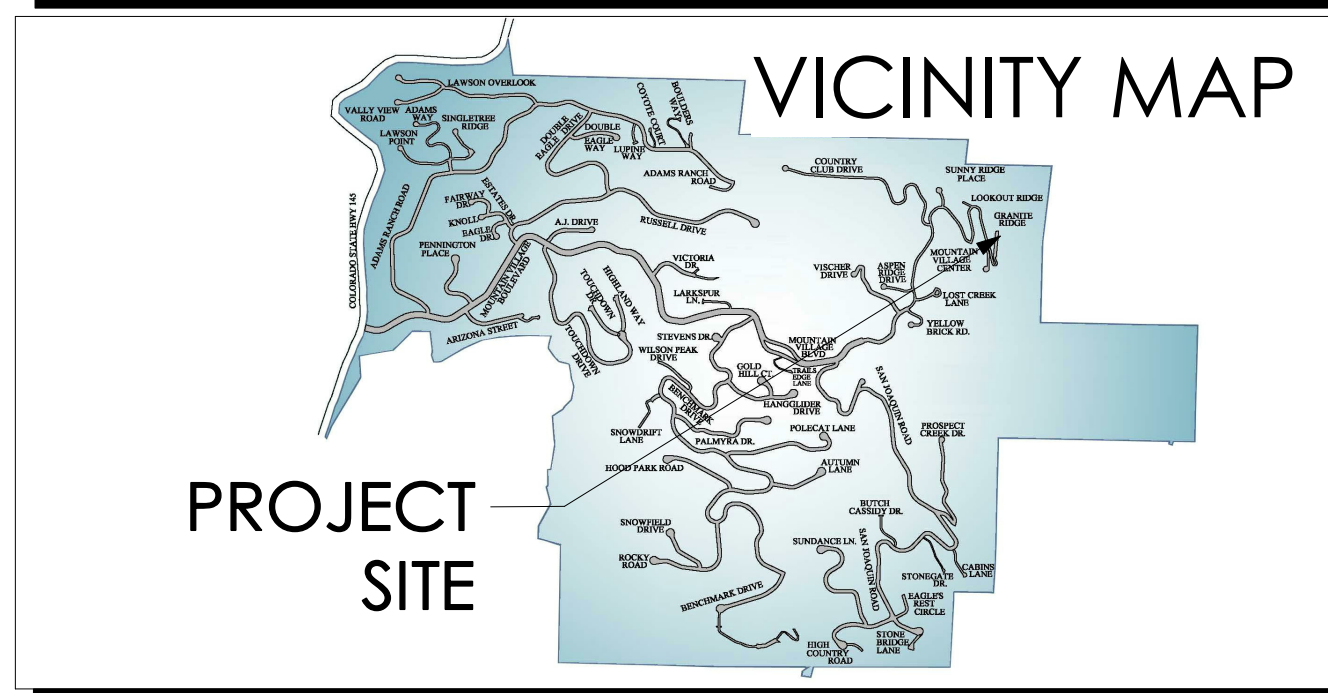 VICINITY MAP
LAWSON OVERLOOK
VALLY VIEW
ROAD
ADAMS
WAY
SINGLETREE
RIDGE
LAWSON
POINT
DOUBLE
EAGLE DRIVE
DOUBLE
EAGLE
WAY
LUPINE
WAY
COYOTE COURT
BOULDERS
WAY
ADAMS RANCH
ROAD
COUNTRY
CLUB DRIVE
SUNNY RIDGE
PLACE
LOOKOUT RIDGE
GRANITE
RIDGE
COLORADO STATE HWY 145
ADAMS RANCH ROAD
ESTATES DR.
FAIRWAY
DR.
KNOLL
EAGLE
DR.
PENNINGTON
PLACE
A.J. DRIVE
RUSSELL DRIVE
MOUNTAIN VILLAGE
BOULEVARD
ARIZONA STREET
VICTORIA
DR.
LARKSPUR
LN.
VISCHER
DRIVE
ASPEN
RIDGE
DRIVE
MOUNTAIN
VILLAGE
CENTER
LOST CREEK
LANE
YELLOW
BRICK RD.
TOUCHDOWN
DR.
HIGHLAND WAY
TOUCHDOWN
DRIVE
STEVENS DR.
WILSON PEAK
DRIVE
GOLD
HILL CT.
MOUNTAIN
VILLAGE
BLVD
TRAILS
EDGE
LANE
HANGGLIDER
DRIVE
BENCHMARK
DRIVE
SNOWDRIFT
LANE
PALMYRA DR.
POLECAT LANE
SAN JOAQUIN ROAD
PROSPECT
CREEK DR.
HOOD PARK ROAD
AUTUMN
LANE
PROJECT
SITE
SNOWFIELD
DRIVE
ROCKY
ROAD
BENCHMARK DRIVE
BUTCH
CASSIDY DR.
SUNDANCE LN.
SAN JOAQUIN ROAD
STONEGATE
DR.
CABINS
LANE
EAGLE'S
REST
CIRCLE
HIGH
COUNTRY
ROAD
STONE
BRIDGE
LANE